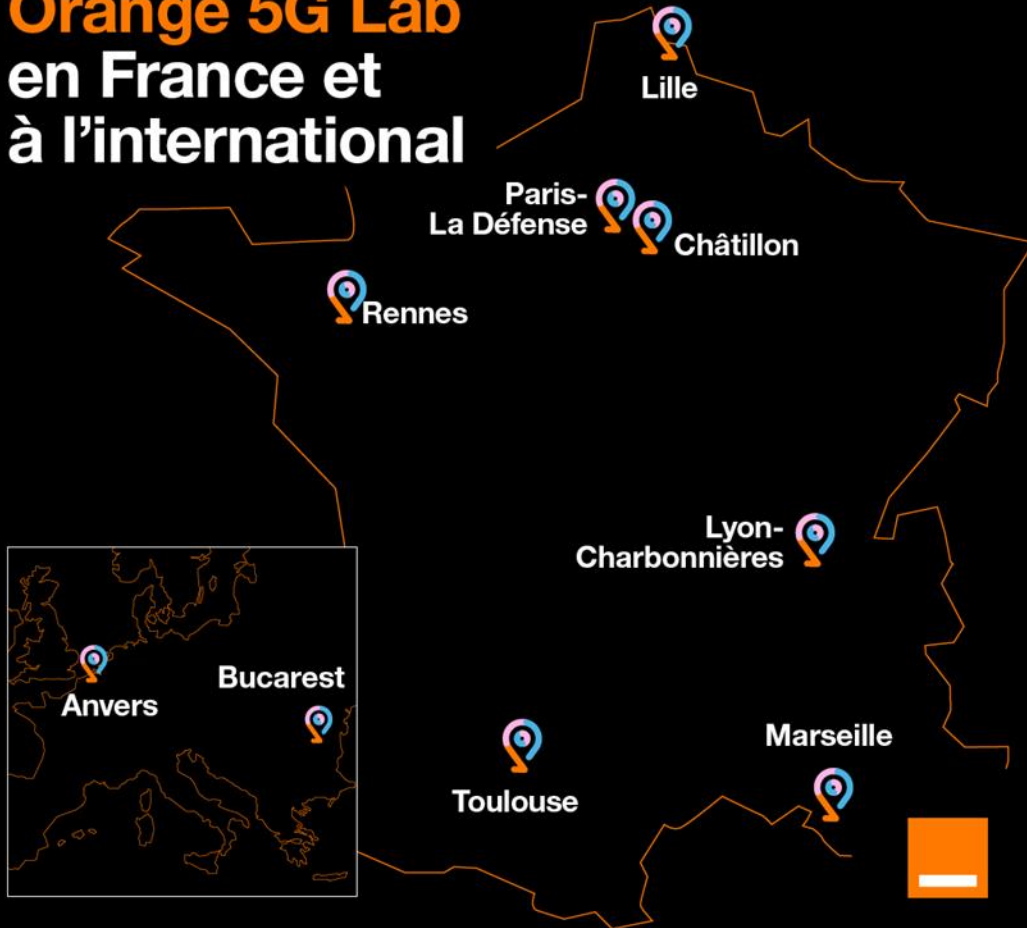 Orange 5G Lab
en France et
à l’international
Lille
Paris-
La Défense
Châtillon
Rennes
Lyon-
Charbonnières
Bucarest
Anvers
Marseille
Toulouse